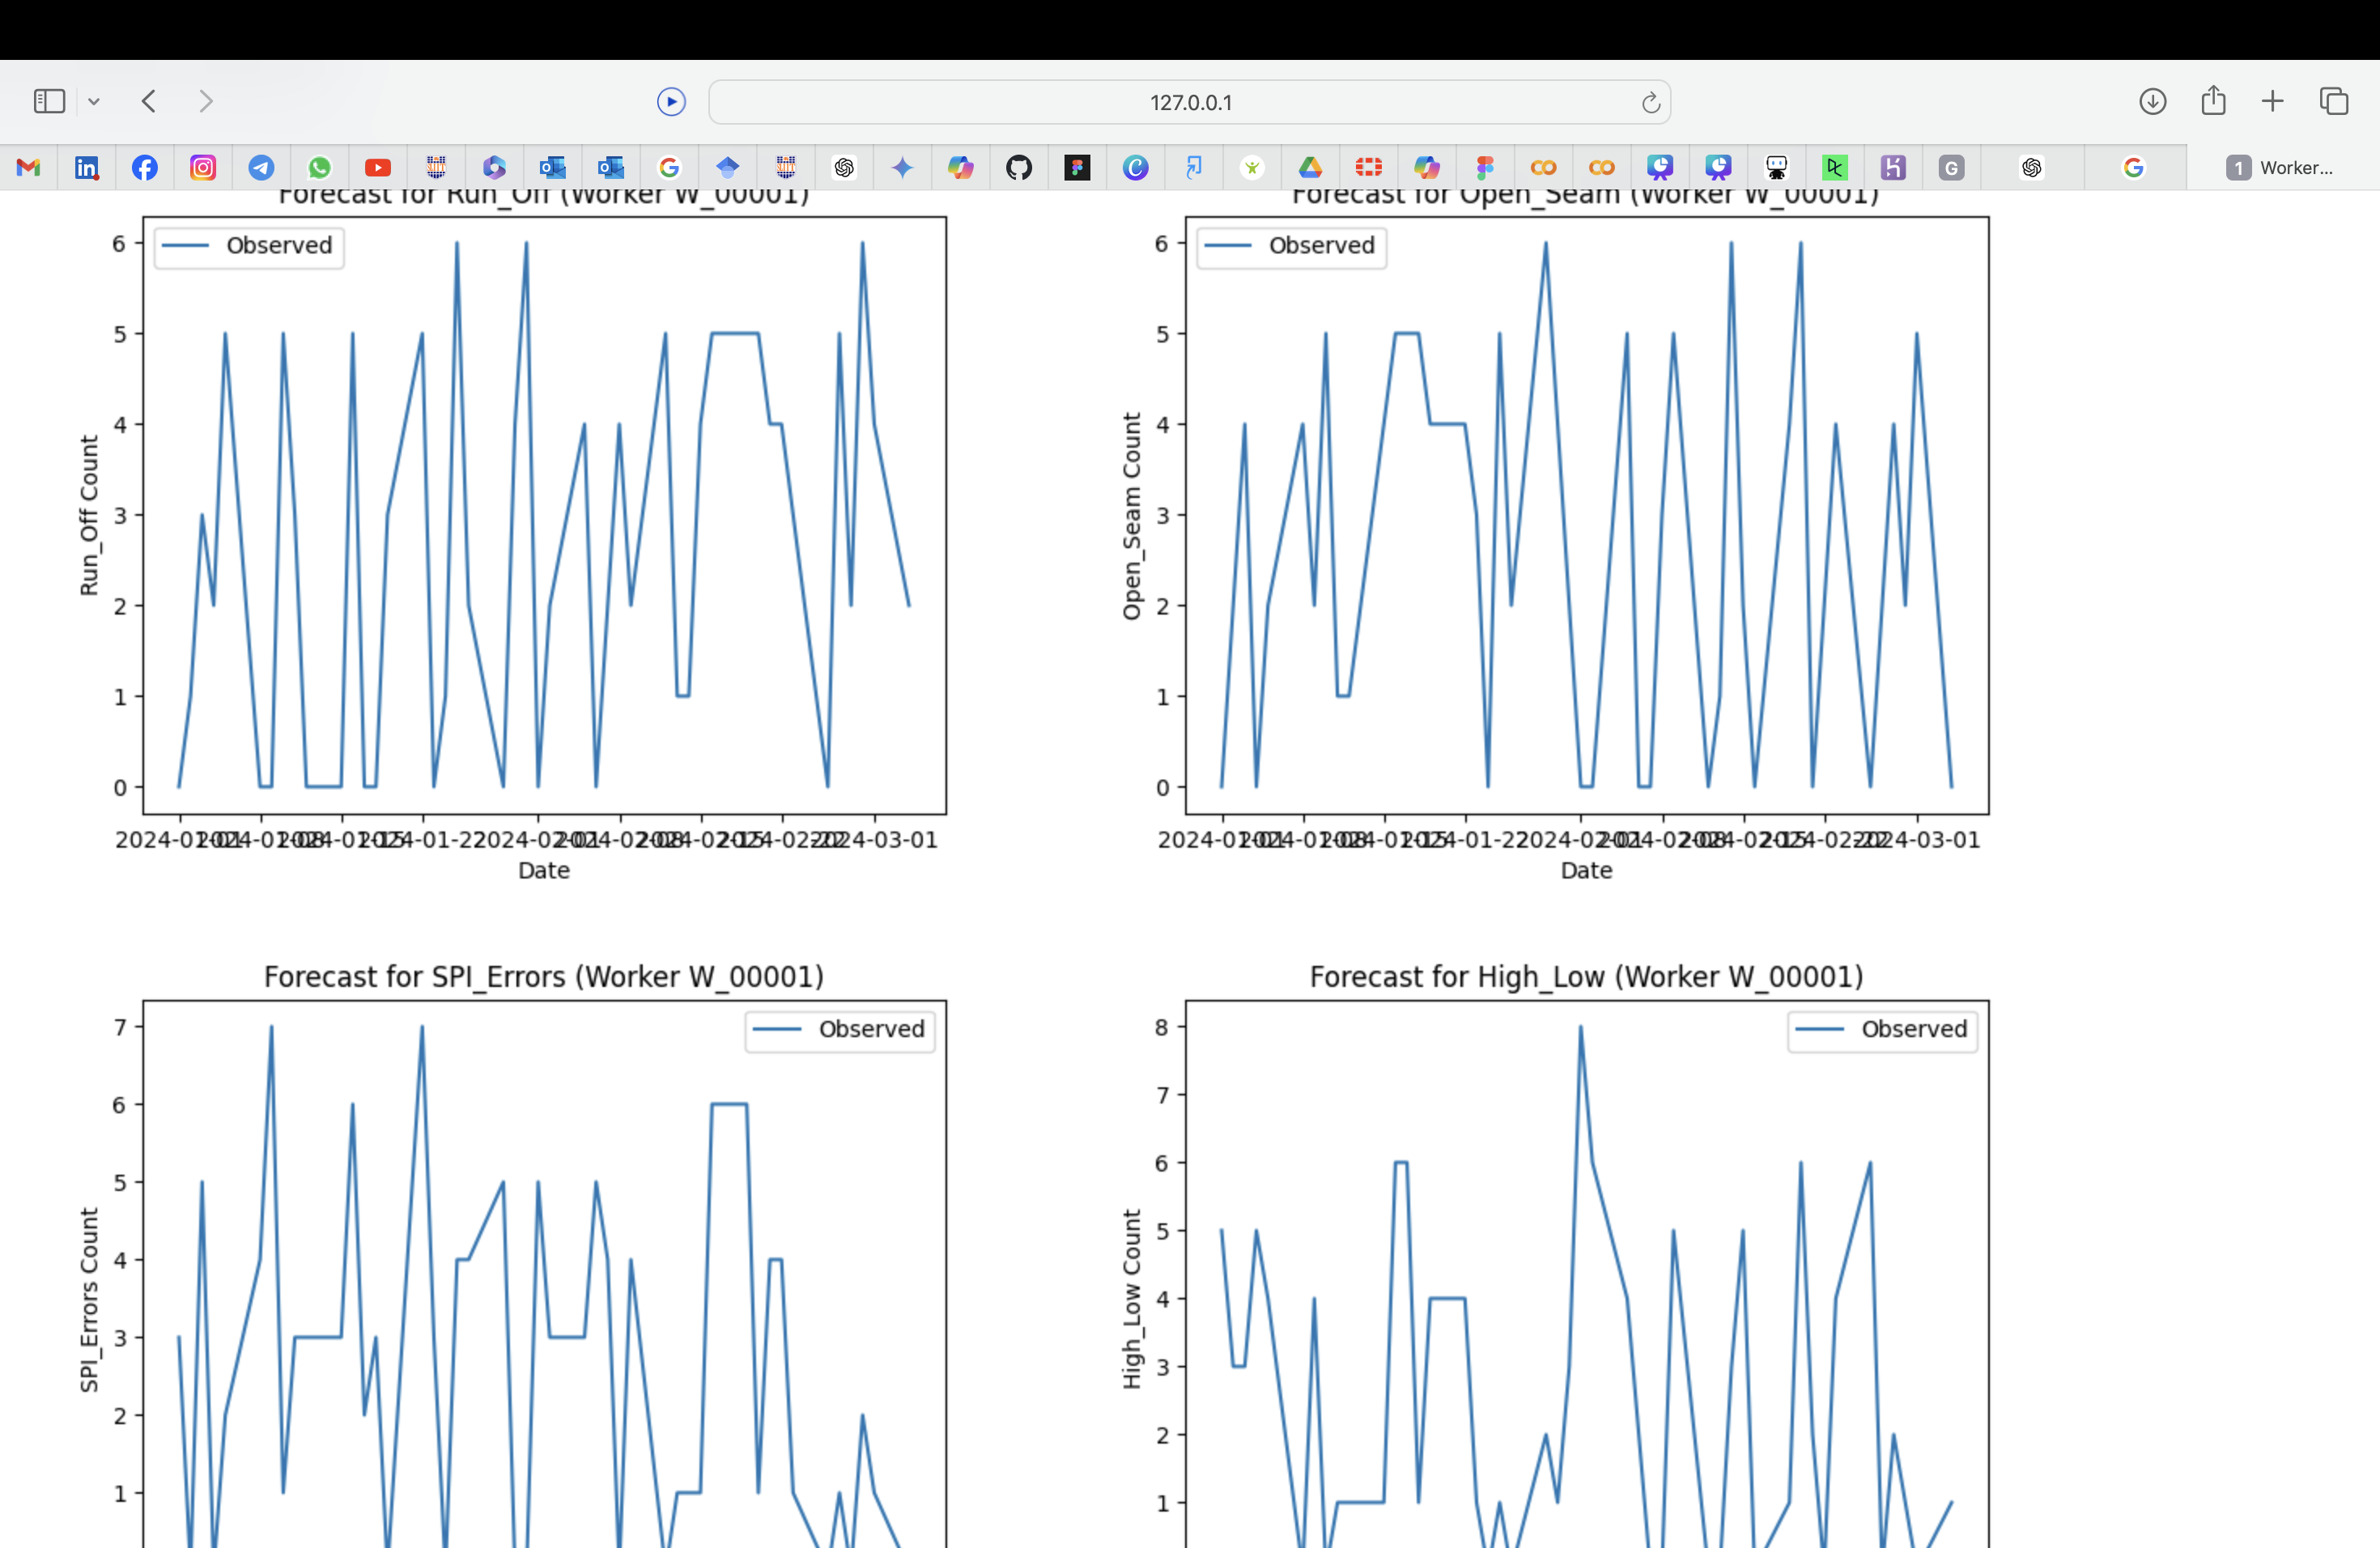 127.0.0.1
1 Worker...
Forecast for Run_Off (Worker W_00001)
Observed
6
5
4
3
2
1
0
Run_Off Count
2024-01-01 2024-01-08 2024-01-15 2024-01-22 2024-02-01 2024-02-08 2024-02-15 2024-02-22 2024-03-01
Date
Forecast for Open_Seam (Worker W_00001)
Observed
6
5
4
3
2
1
0
Open_Seam Count
2024-01-01 2024-01-08 2024-01-15 2024-01-22 2024-02-01 2024-02-08 2024-02-15 2024-02-22 2024-03-01
Date
Forecast for SPI_Errors (Worker W_00001)
Observed
7
6
5
4
3
2
1
SPI_Errors Count
Forecast for High_Low (Worker W_00001)
Observed
8
7
6
5
4
3
2
1
High_Low Count